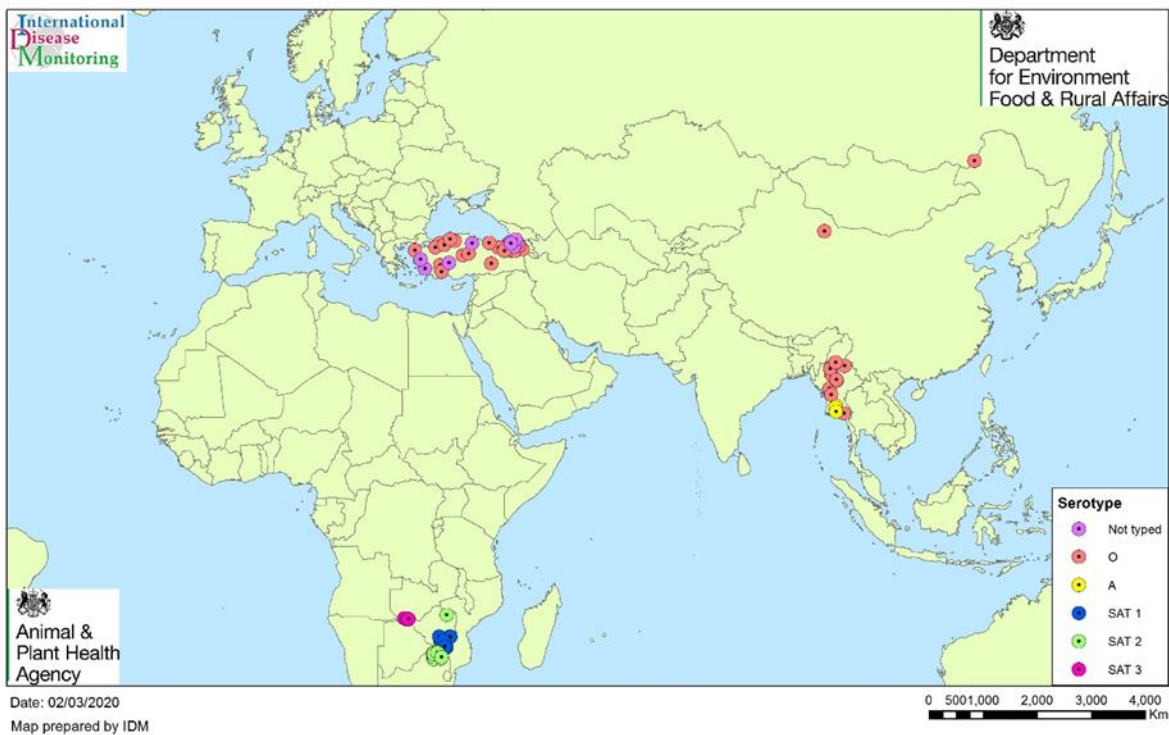 International
Disease
Monitoring
Department
for Environment
Food & Rural Affairs
Serotype
Not typed
O
A
SAT 1
SAT 2
SAT 3
Animal &
Plant Health
Agency
Date: 02/03/2020
Map prepared by IDM
0 5001,000 2,000 3,000 4,000
Km